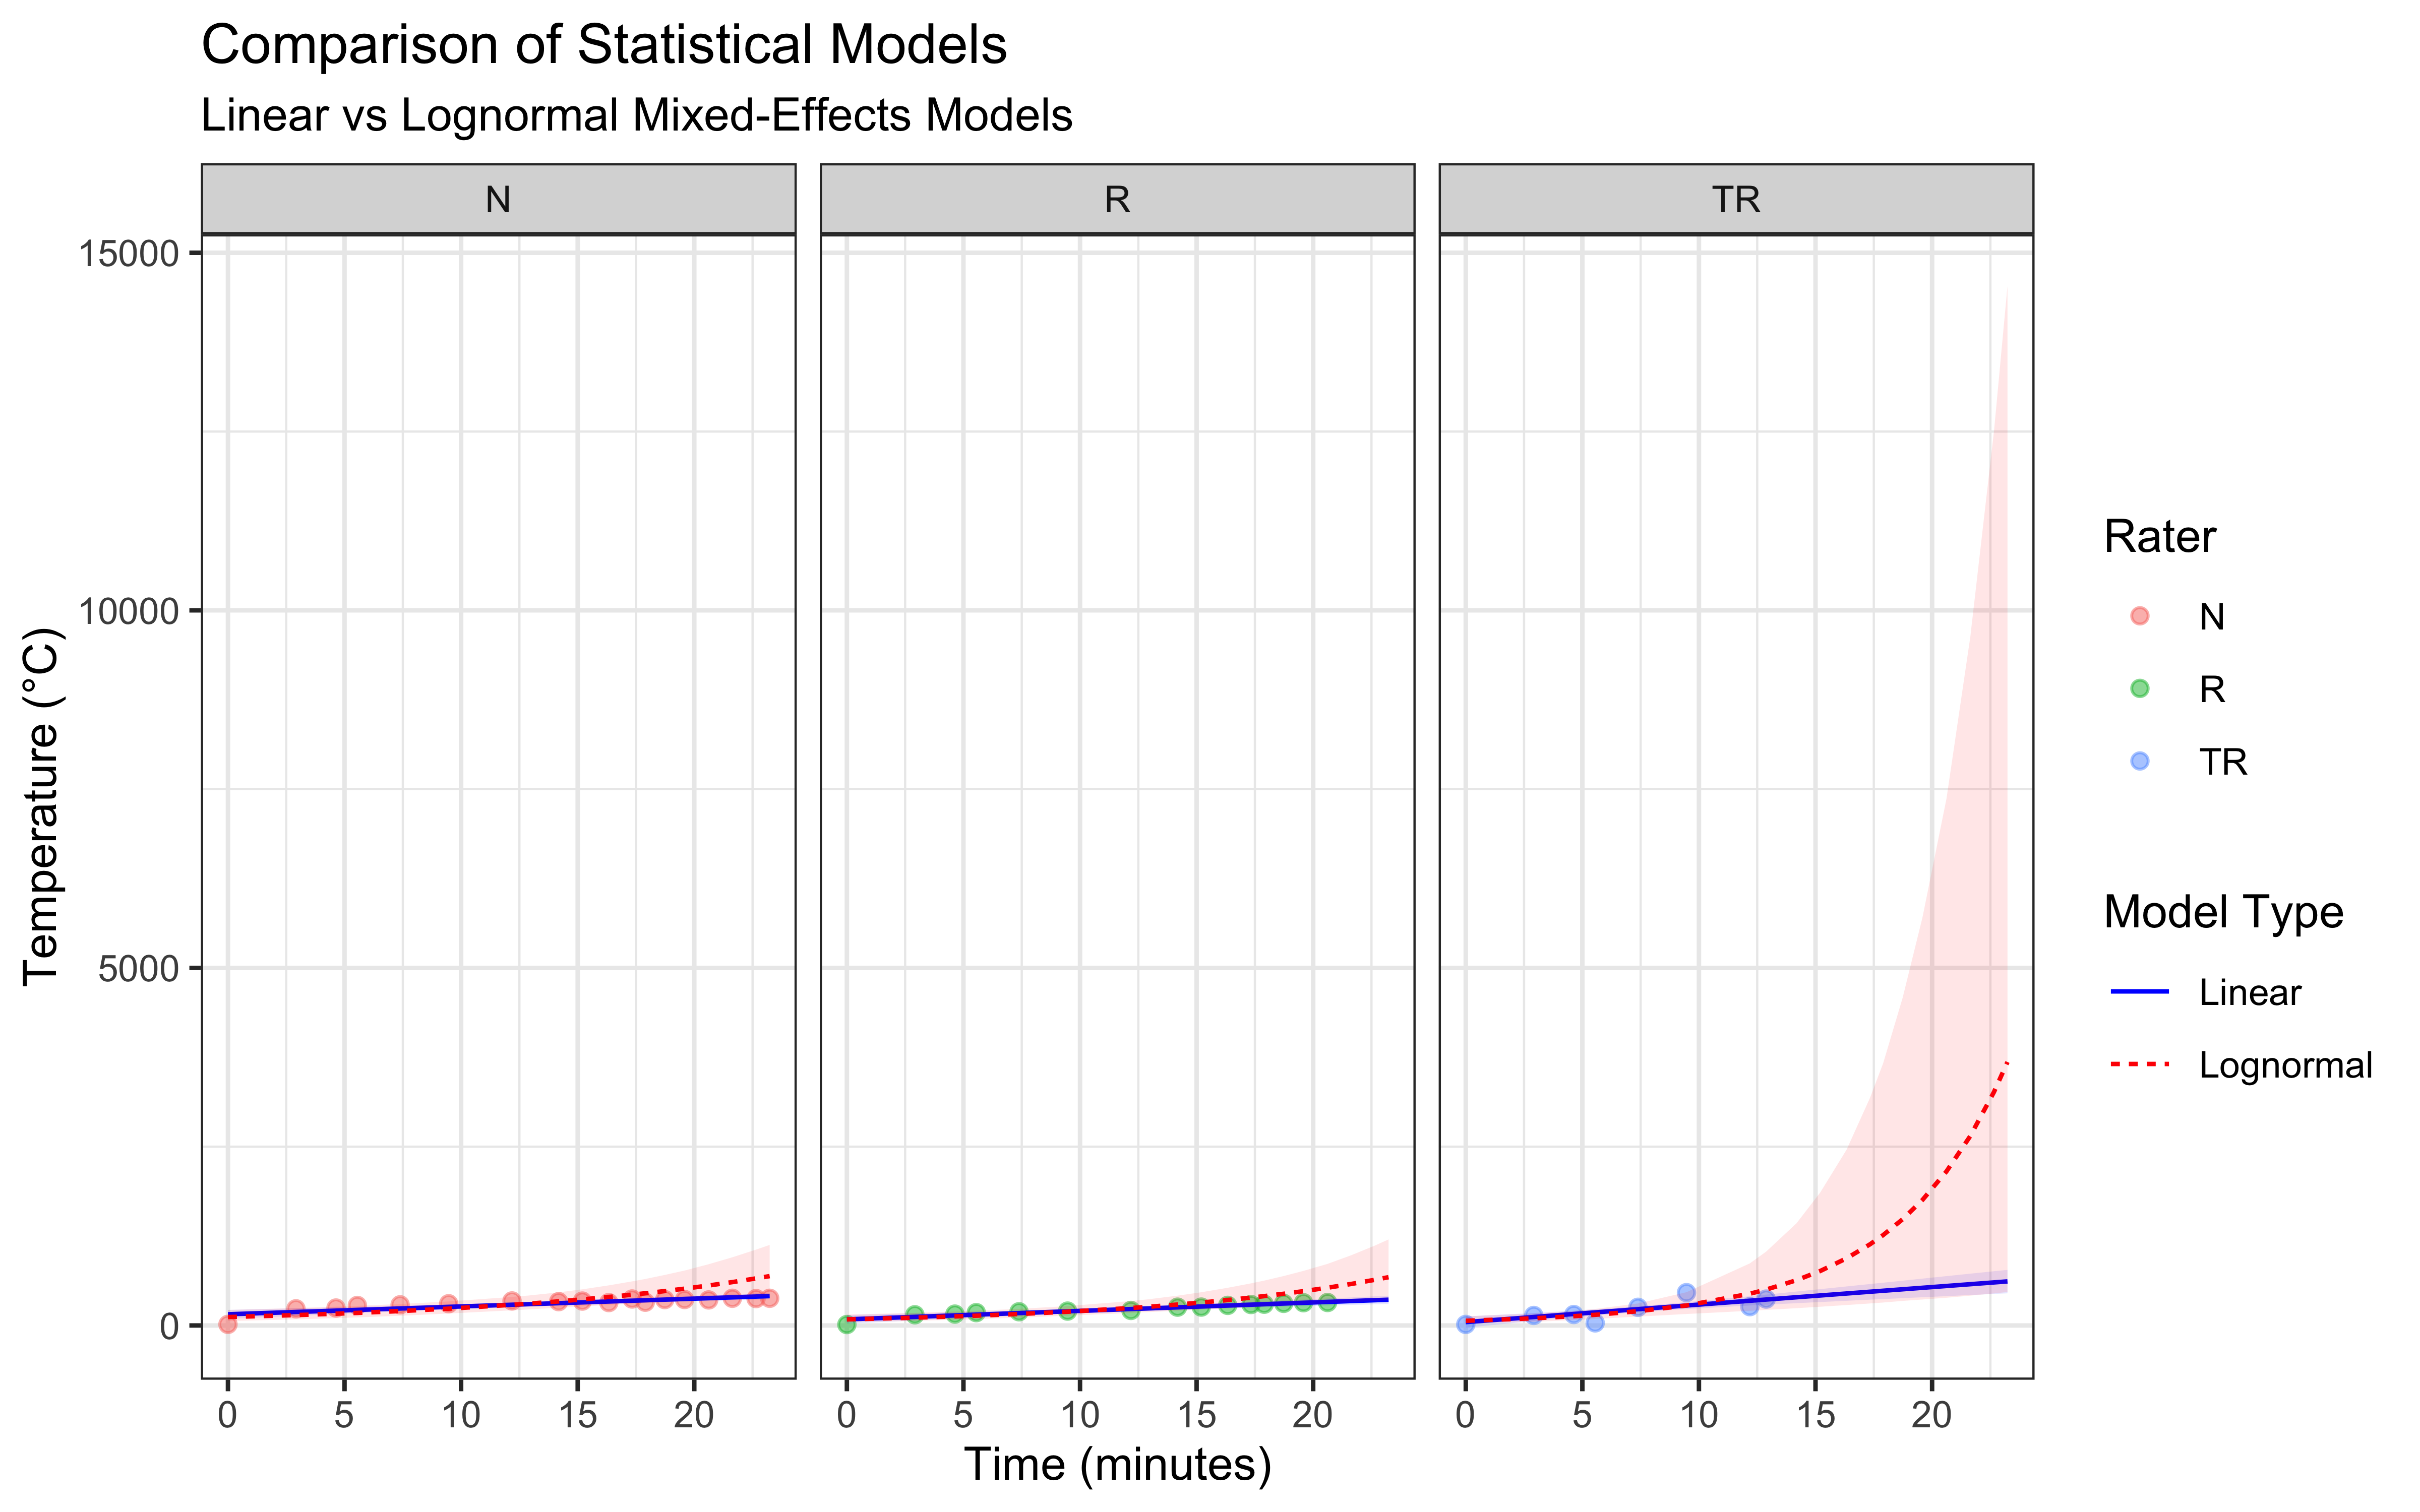 Comparison of Statistical Models
Linear vs Lognormal Mixed-Effects Models
N
R
TR
15000
10000
5000
0
Temperature (°C)
0 5 10 15 20
0 5 10 15 20
0 5 10 15 20
Time (minutes)
Rater
N
R
TR
Model Type
Linear
Lognormal